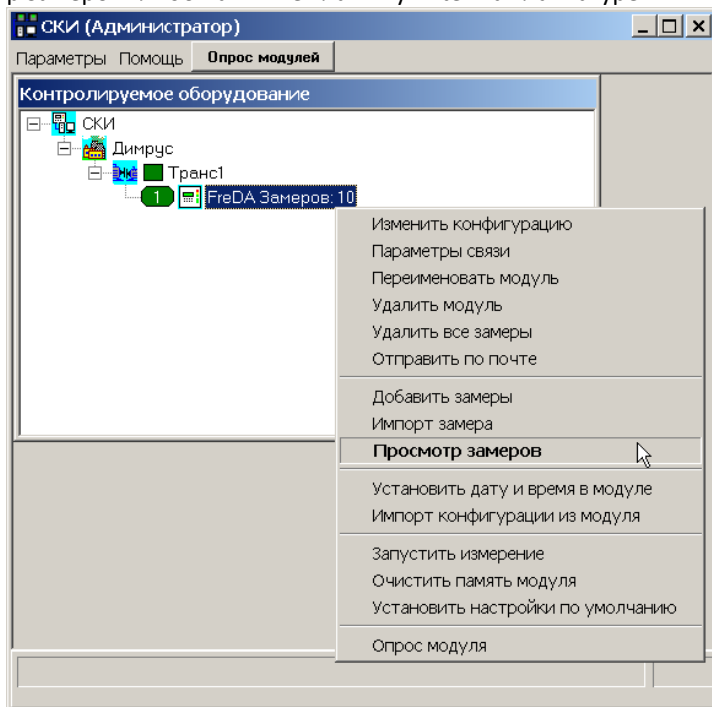 СКИ (Администратор)
Параметры Помощь Опрос модулей
Контролируемое оборудование
СКИ
Димрус
Транс1
1 FreDA Замеров: 10
Изменить конфигурацию
Параметры связи
Переименовать модуль
Удалить модуль
Удалить все замеры
Отправить по почте
Добавить замеры
Импорт замера
Просмотр замеров
Установить дату и время в модуле
Импорт конфигурации из модуля
Запустить измерение
Очистить память модуля
Установить настройки по умолчанию
Опрос модуля